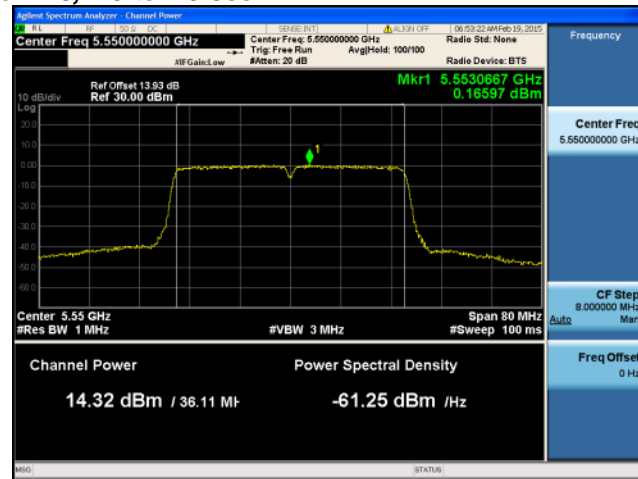 Agilent Spectrum Analyzer - Channel Power
RL RF 50 Ω DC SENSE:INT ALIGN OFF 06:53:22 AM Feb 19, 2015
Center Freq 5.550000000 GHz
Center Freq: 5.550000000 GHz
Radio Std: None
Trig: Free Run Avg|Hold: 100/100
#IFGain:Low #Atten: 20 dB Radio Device: BTS
Frequency
Ref Offset 13.93 dB
Mkr1 5.5530667 GHz
10 dB/div Ref 30.00 dBm
0.16597 dBm
Log
20.0
10.0
0.00
-10.0
-20.0
-30.0
-40.0
-50.0
-60.0
1
Center 5.55 GHz
Span 80 MHz
#Res BW 1 MHz
#VBW 3 MHz
#Sweep 100 ms
Channel Power
Power Spectral Density
14.32 dBm / 36.11 MH
-61.25 dBm /Hz
Center Freq
5.550000000 GHz
CF Step
8.000000 MHz
Auto Man
Freq Offset
0 Hz
MSG STATUS